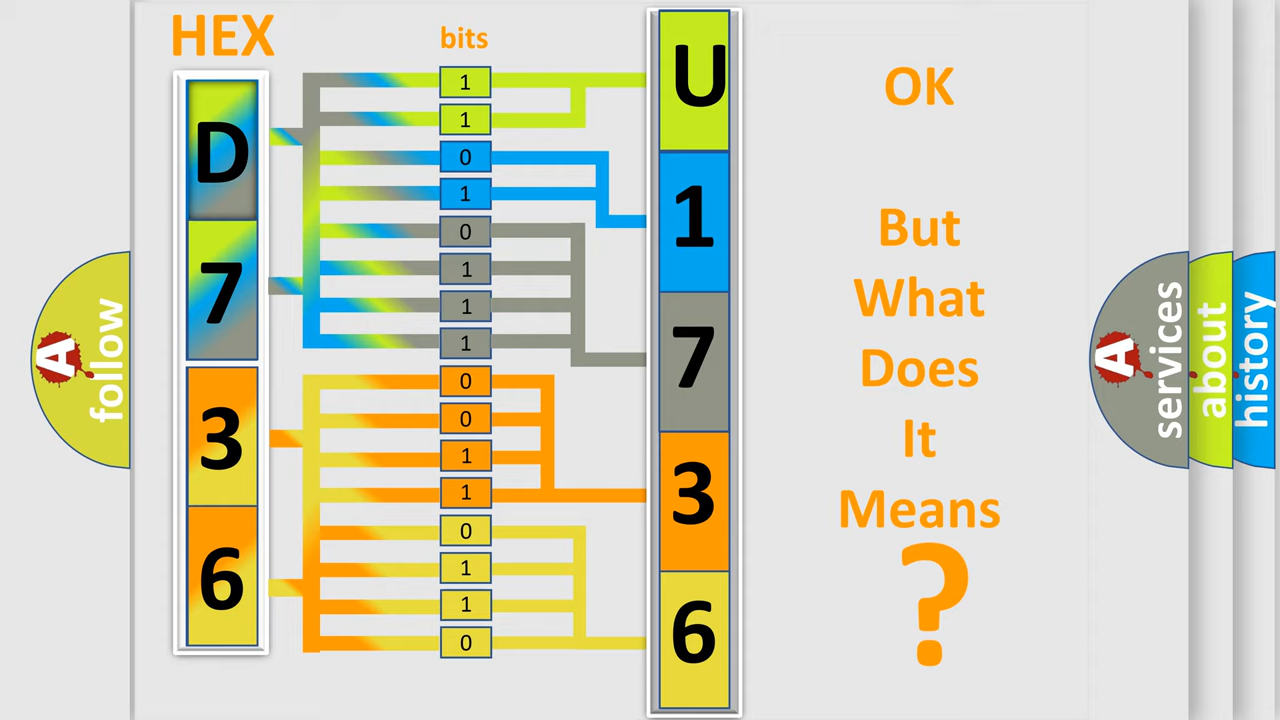 HEX
bits
D
7
3
6
1
1
0
1
0
1
1
1
0
0
1
1
0
1
1
0
U
1
7
3
6
OK
But
What
Does
It
Means
?
A
follow
A
services
about
history